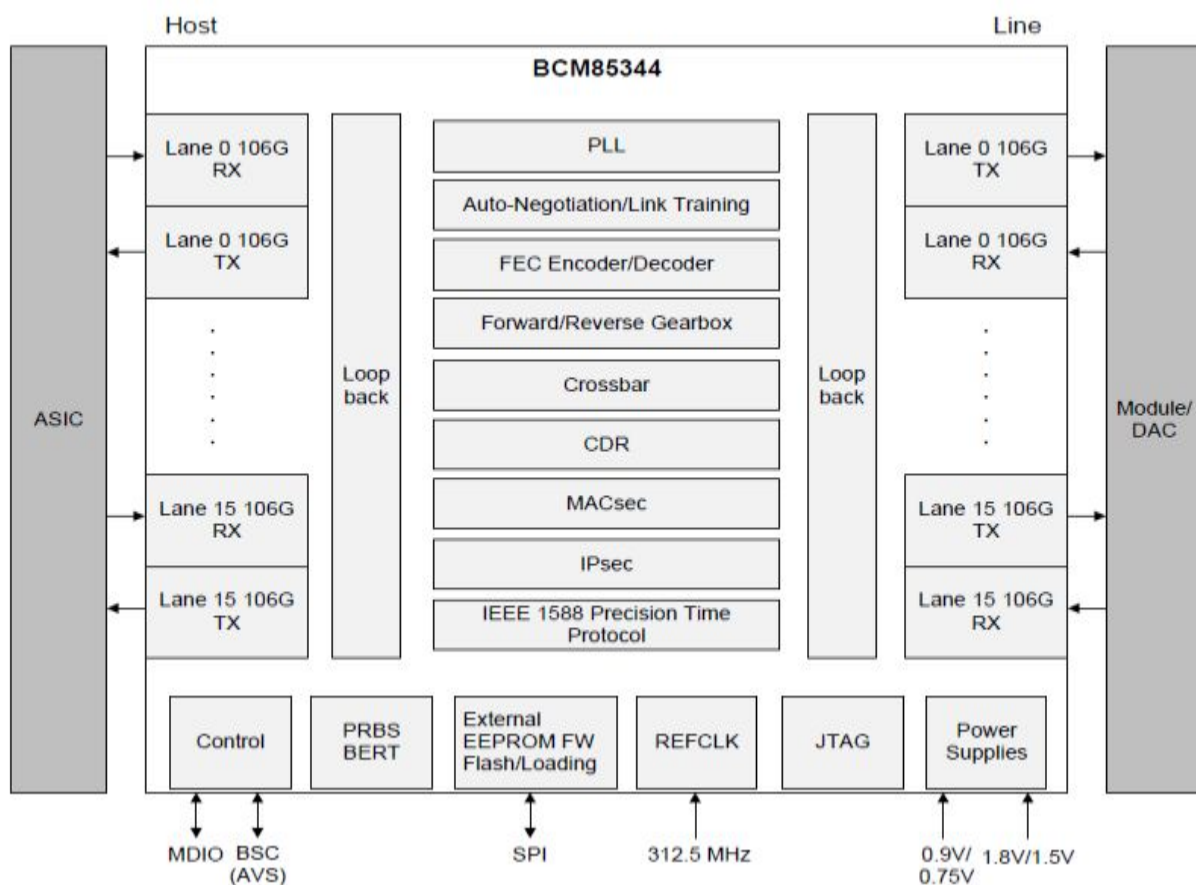 Host
Line
BCM85344
ASIC
Lane 0 106G
RX
Lane 0 106G
TX
Lane 15 106G
RX
Lane 15 106G
TX
Loop
back
PLL
Auto-Negotiation/Link Training
FEC Encoder/Decoder
Forward/Reverse Gearbox
Crossbar
CDR
MACsec
IPsec
IEEE 1588 Precision Time
Protocol
Loop
back
Lane 0 106G
TX
Lane 0 106G
RX
Lane 15 106G
TX
Lane 15 106G
RX
Module/
DAC
Control
PRBS
BERT
External
EEPROM FW
Flash/Loading
REFCLK
JTAG
Power
Supplies
MDIO
BSC
(AVS)
SPI
312.5 MHz
0.9V/
0.75V
1.8V/1.5V